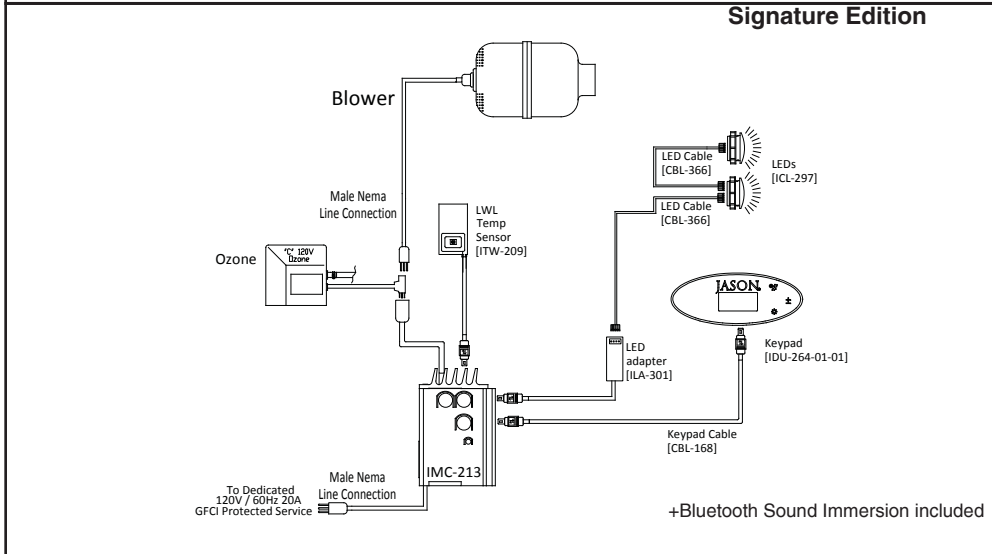 Signature Edition
Blower
LED Cable
[CBL-366]
LEDs
[ICL-297]
LED Cable
[CBL-366]
Male Nema
Line Connection
LWL
Temp
Sensor
[ITW-209]
Ozone
"C" 120V
Ozone
JASON.
±
Keypad
[IDU-264-01-01]
LED
adapter
[ILA-301]
Keypad Cable
[CBL-168]
IMC-213
Male Nema
Line Connection
To Dedicated
120V / 60Hz 20A
GFCI Protected Service
+Bluetooth Sound Immersion included